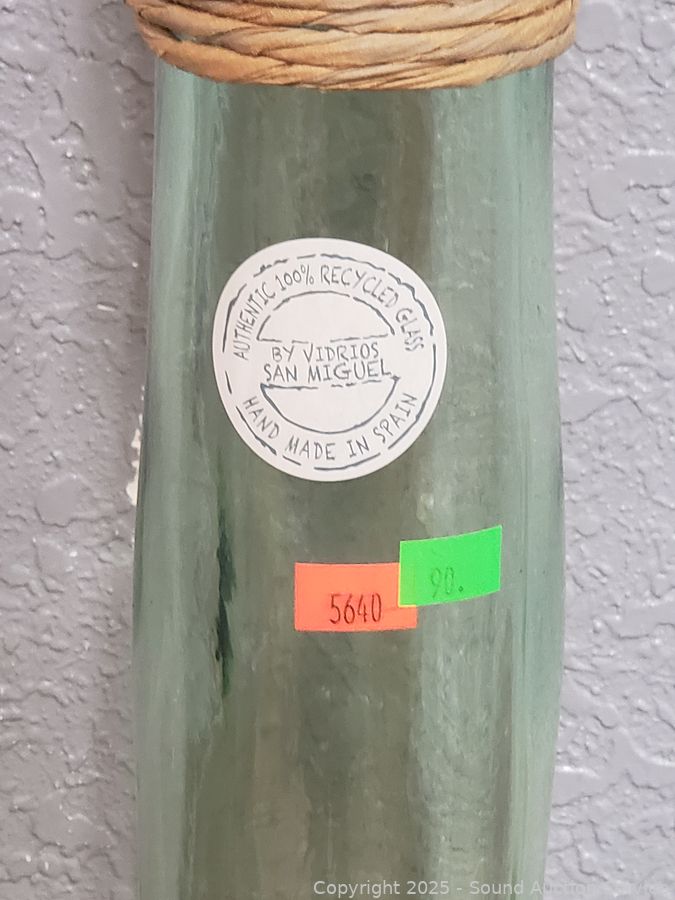 AUTHENTIC 100% RECYCLED GLASS
BY VIDRIOS
SAN MIGUEL
HAND MADE IN SPAIN
90.
5640
Copyright 2025 - Sound Auction Service